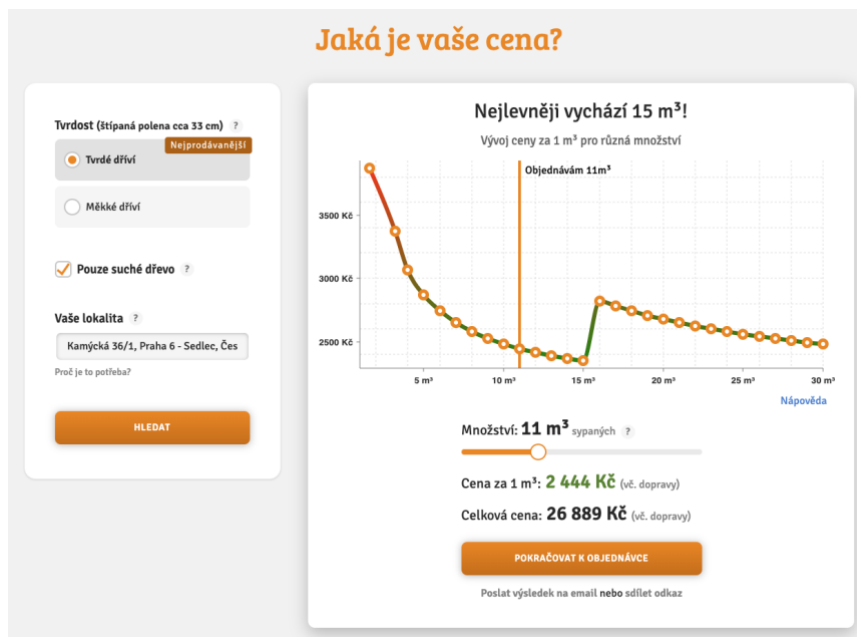 Jaká je vaše cena?
Tvrdost (štípaná polena cca 33 cm) ?
Nejprodávanější
Tvrdé dříví
Měkké dříví
Pouze suché dřevo ?
Vaše lokalita ?
Kamýcká 36/1, Praha 6 - Sedlec, Čes
Proč je to potřeba?
HLEDAT
Nejlevněji vychází 15 m³!
Vývoj ceny za 1 m³ pro různá množství
Objednávám 11m³
3500 Kč
3000 Kč
2500 Kč
5 m³ 10 m³ 15 m³ 20 m³ 25 m³ 30 m³
Nápověda
Množství: 11 m³ sypaných ?
Cena za 1 m³: 2 444 Kč (vč. dopravy)
Celková cena: 26 889 Kč (vč. dopravy)
POKRAČOVAT K OBJEDNÁVCE
Poslat výsledek na email nebo sdílet odkaz